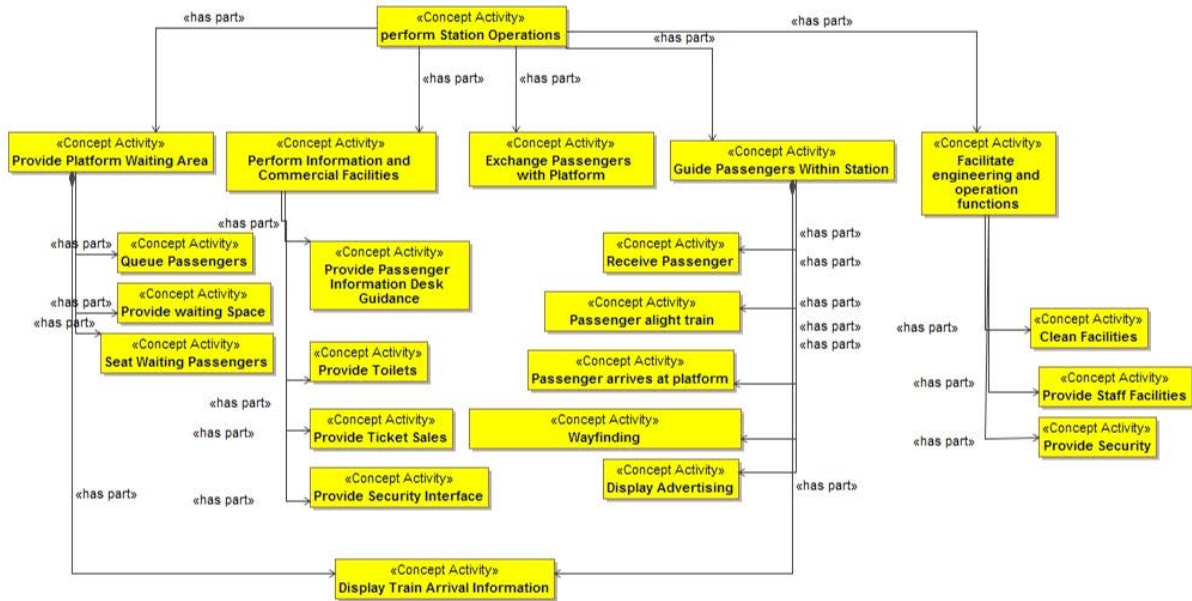 «Concept Activity»
perform Station Operations
«has part»
«has part»
«has part»
«has part»
«has part»
«Concept Activity»
Provide Platform Waiting Area
«Concept Activity»
Perform Information and
Commercial Facilities
«Concept Activity»
Exchange Passengers
with Platform
«Concept Activity»
Guide Passengers Within Station
«Concept Activity»
Facilitate
engineering and
operation
functions
«has part»
«Concept Activity»
Queue Passengers
«has part»
«Concept Activity»
Provide waiting Space
«has part»
«Concept Activity»
Seat Waiting Passengers
«has part»
«has part»
«Concept Activity»
Provide Passenger
Information Desk
Guidance
«Concept Activity»
Provide Toilets
«has part»
«Concept Activity»
Provide Ticket Sales
«has part»
«Concept Activity»
Provide Security Interface
«has part»
«has part»
«Concept Activity»
Receive Passenger
«has part»
«Concept Activity»
Passenger alight train
«has part»
«has part»
«has part»
«Concept Activity»
Passenger arrives at platform
«Concept Activity»
Wayfinding
«Concept Activity»
Display Advertising
«has part»
«has part»
«Concept Activity»
Clean Facilities
«has part»
«Concept Activity»
Provide Staff Facilities
«has part»
«Concept Activity»
Provide Security
«Concept Activity»
Display Train Arrival Information